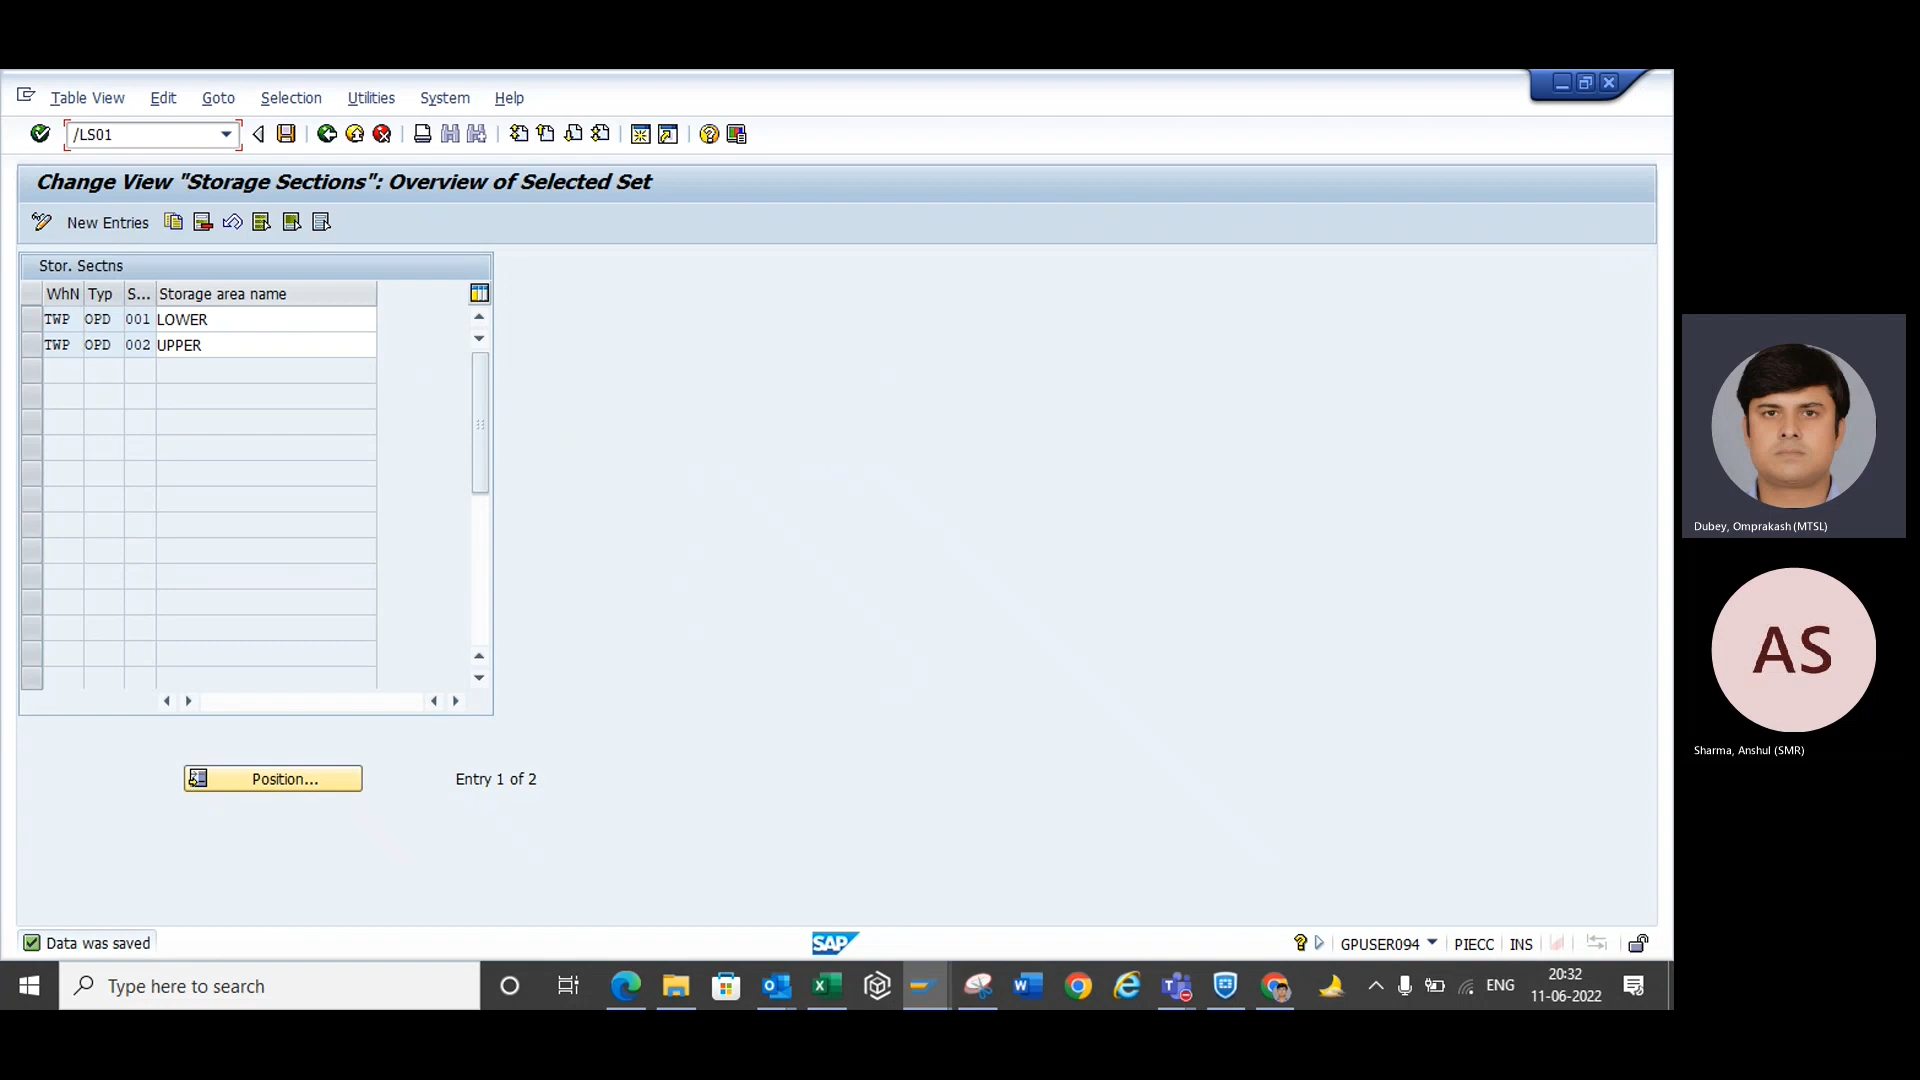 Table View Edit Goto Selection Utilities System Help
/LS01
Change View "Storage Sections": Overview of Selected Set
New Entries
Stor. Sectns
WhN Typ S... Storage area name
TWP OPD 001 LOWER
TWP OPD 002 UPPER
Position... Entry 1 of 2
Data was saved
SAP
GPUSER094 PIECC INS
Type here to search
ENG
20:32
11-06-2022
Dubey, Omprakash (MTSL)
AS
Sharma, Anshul (SMR)